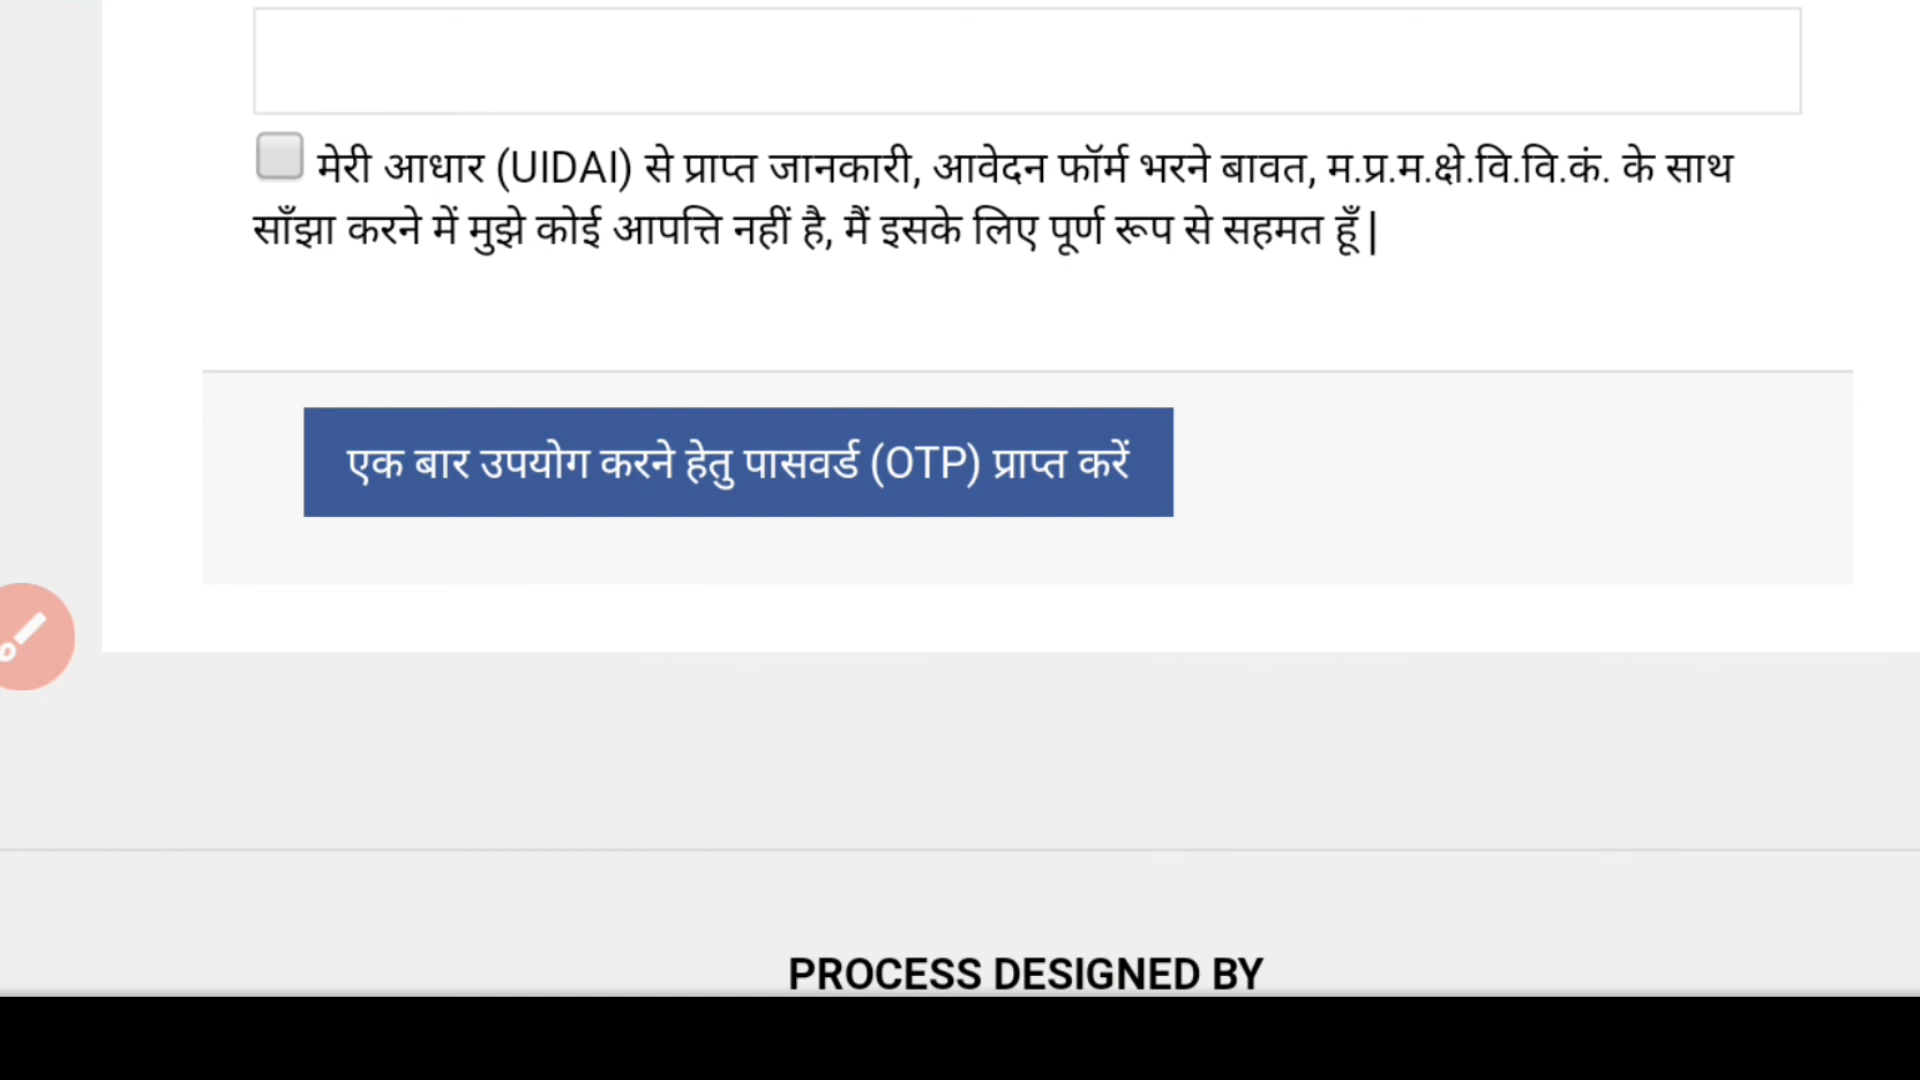 मेरी आधार (UIDAI) से प्राप्त जानकारी, आवेदन फॉर्म भरने बावत, म.प्र.म.क्षे.वि.वि.कं. के साथ
साँझा करने में मुझे कोई आपत्ति नहीं है, मैं इसके लिए पूर्ण रूप से सहमत हूँ |
एक बार उपयोग करने हेतु पासवर्ड (OTP) प्राप्त करें
PROCESS DESIGNED BY